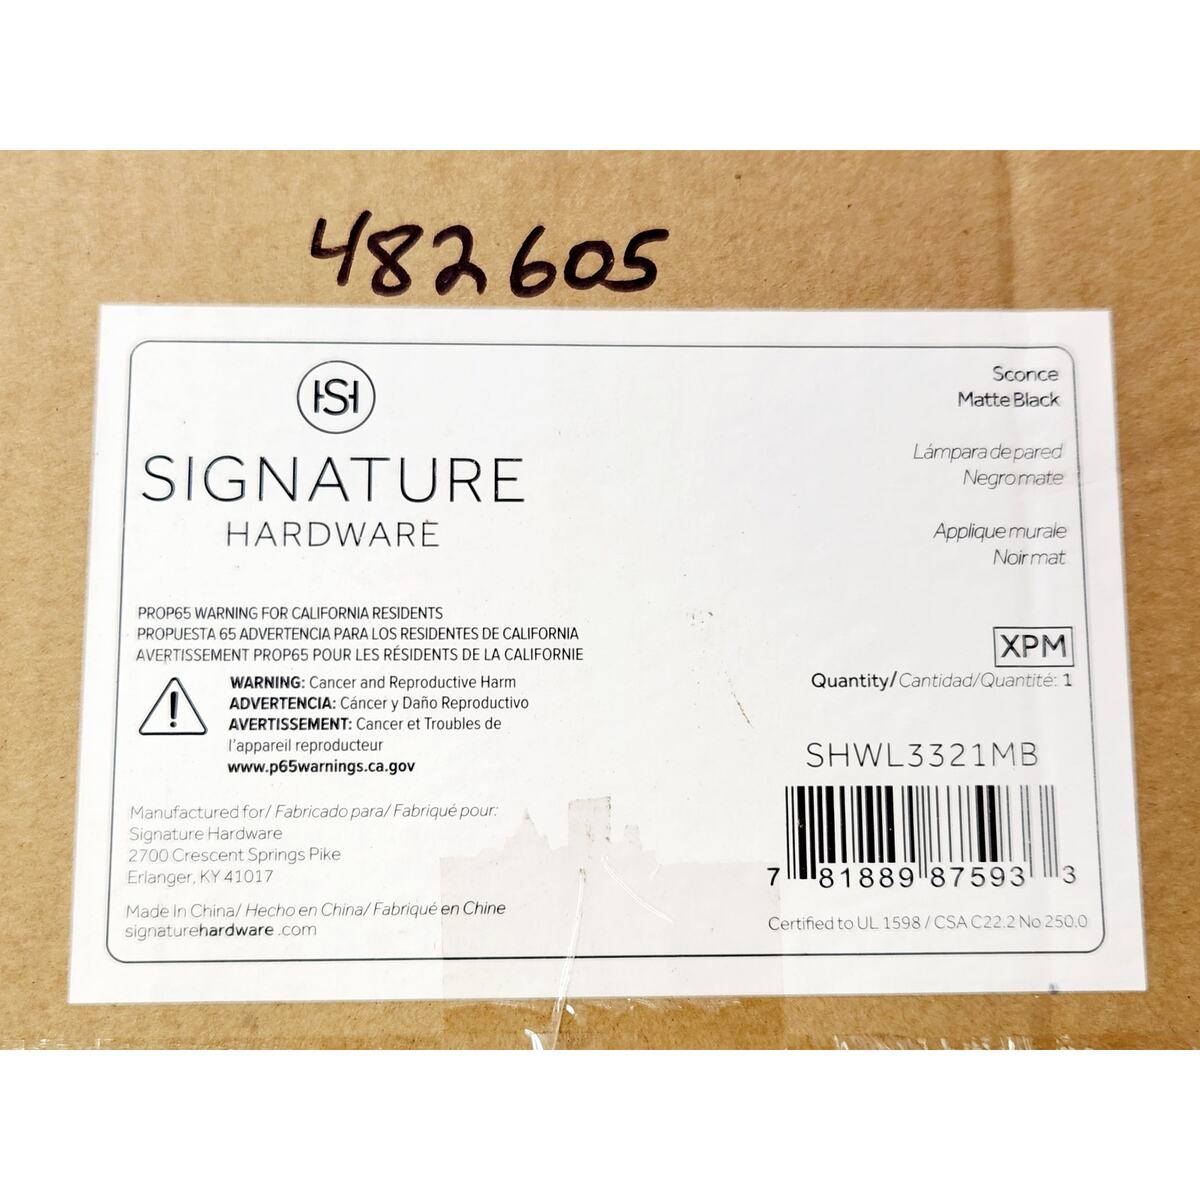 482605
SH
SIGNATURE
HARDWARE
Sconce
Matte Black
Lámpara de pared
Negro mate
Applique murale
Noir mat
PROP65 WARNING FOR CALIFORNIA RESIDENTS
PROPUESTA 65 ADVERTENCIA PARA LOS RESIDENTES DE CALIFORNIA
AVERTISSEMENT PROP65 POUR LES RÉSIDENTS DE LA CALIFORNIE
WARNING: Cancer and Reproductive Harm
ADVERTENCIA: Cáncer y Daño Reproductivo
AVERTISSEMENT: Cancer et Troubles de
l'appareil reproducteur
www.p65warnings.ca.gov
XPM
Quantity/Cantidad/Quantité: 1
SHWL3321MB
7 81889 87593 3
Manufactured for/ Fabricado para/ Fabriqué pour:
Signature Hardware
2700 Crescent Springs Pike
Erlanger, KY 41017
Made In China/ Hecho en China/ Fabriqué en Chine
signaturehardware.com
Certified to UL 1598 / CSA C22.2 No 250.0